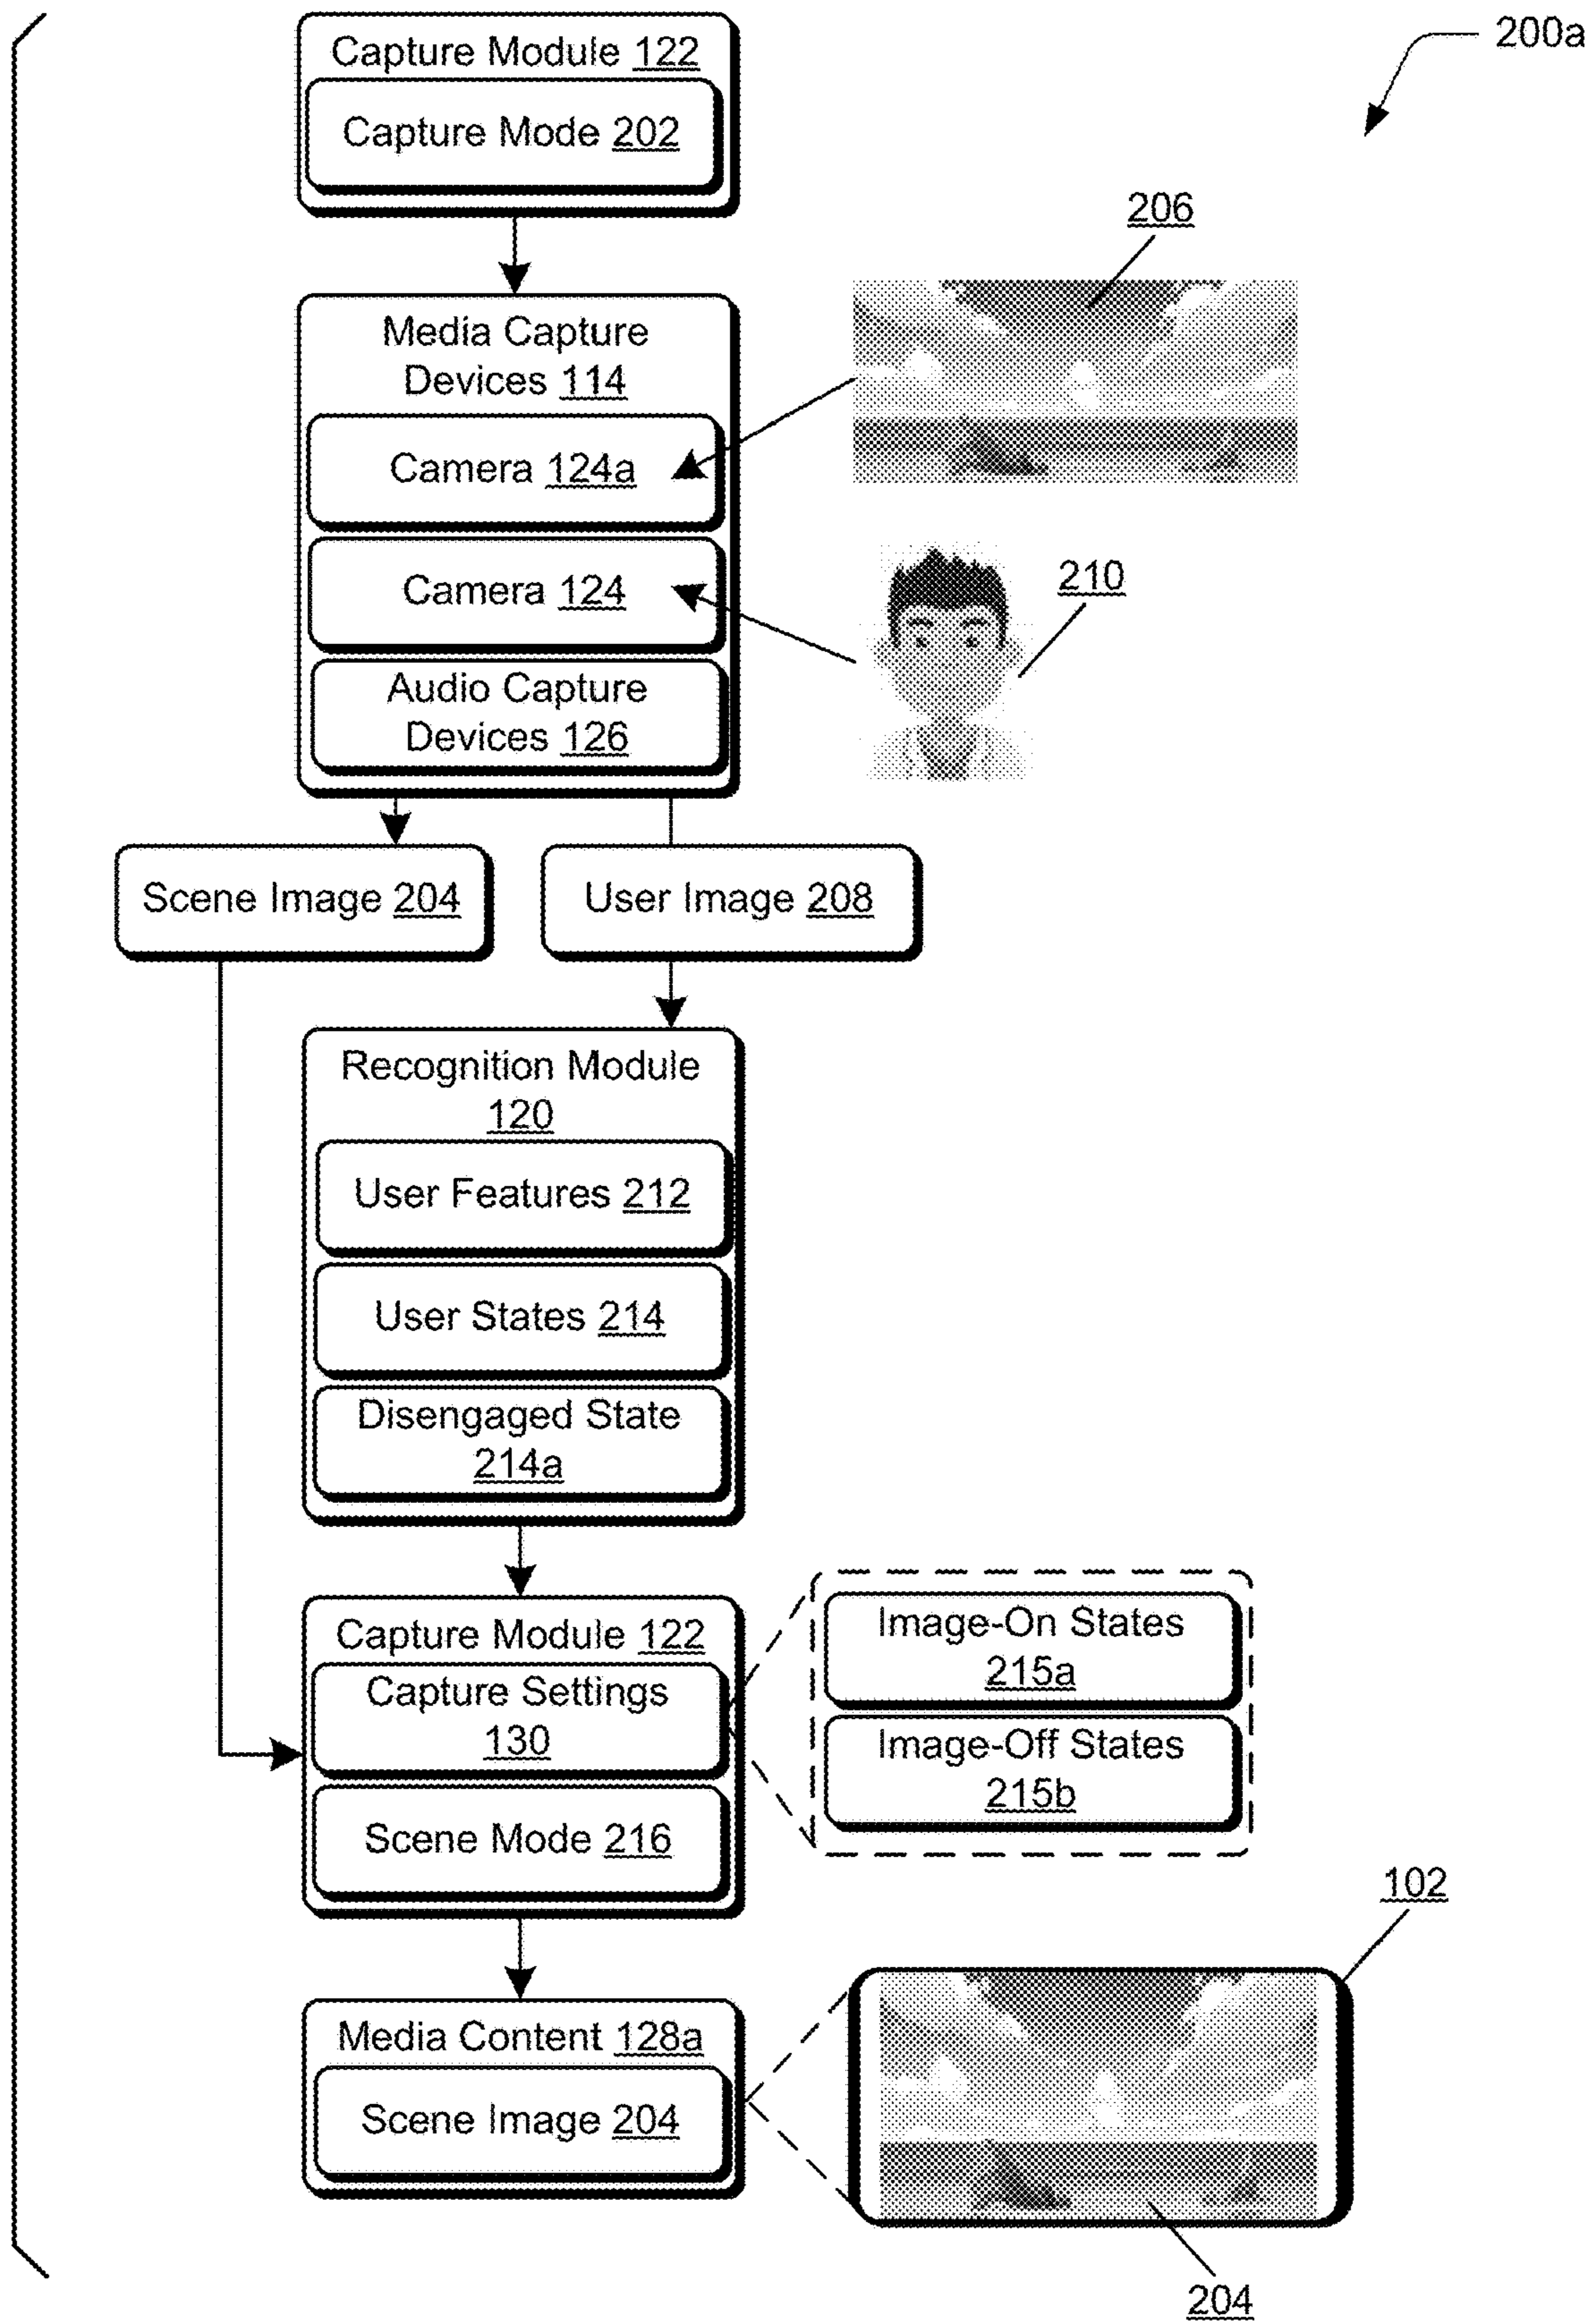 200a
Capture Module 122
Capture Mode 202
206
Media Capture
Devices 114
Camera 124a
Camera 124
210
Audio Capture
Devices 126
Scene Image 204
User Image 208
Recognition Module
120
User Features 212
User States 214
Disengaged State
214a
Capture Module 122
Capture Settings
130
Scene Mode 216
Image-On States
215a
Image-Off States
215b
102
Media Content 128a
Scene Image 204
204